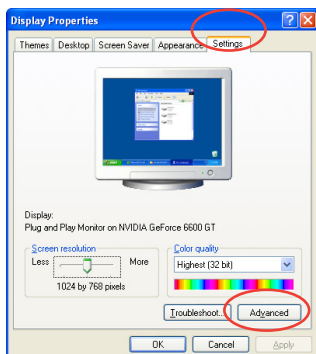 Display Properties
Themes Desktop Screen Saver Appearance Settings
Display:
Plug and Play Monitor on NVIDIA GeForce 6600 GT
Screen resolution
Less More
1024 by 768 pixels
Color quality
Highest (32 bit)
Troubleshoot... Advanced
OK Cancel Apply